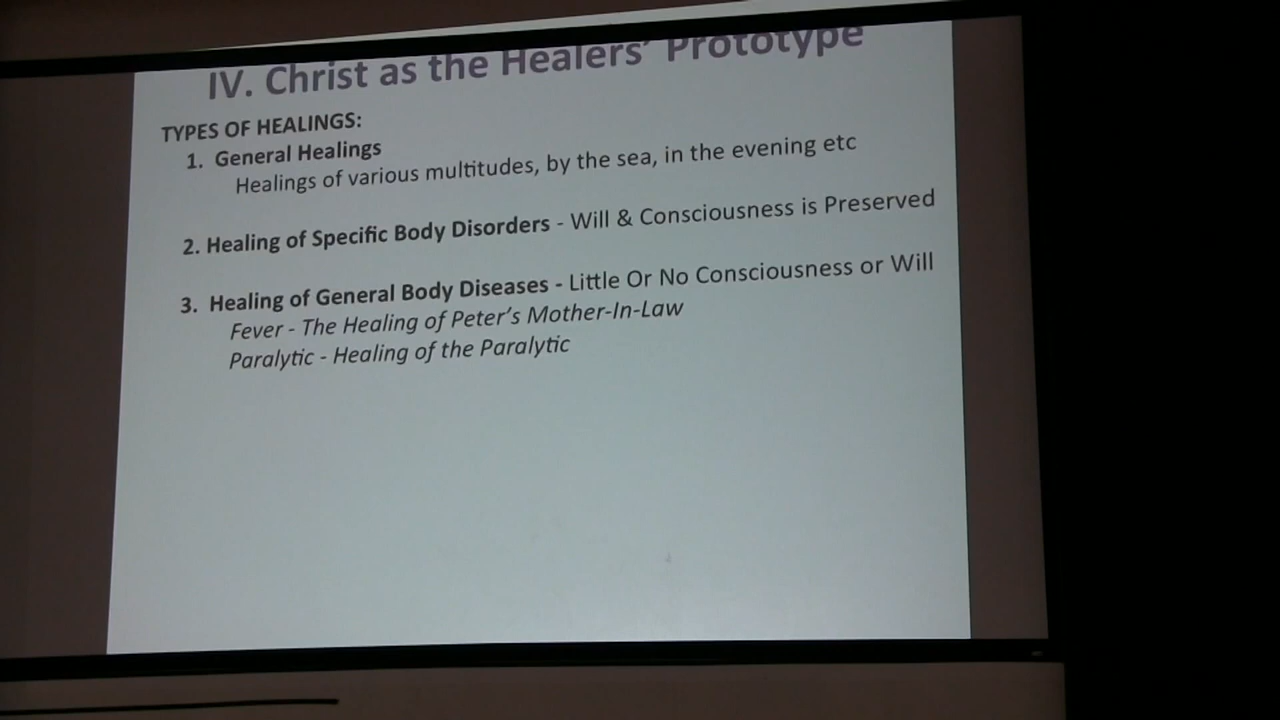 IV. Christ as the Healers' Prototype
TYPES OF HEALINGS:
1. General Healings
Healings of various multitudes, by the sea, in the evening etc
2. Healing of Specific Body Disorders - Will & Consciousness is Preserved
3. Healing of General Body Diseases - Little Or No Consciousness or Will
Fever - The Healing of Peter's Mother-In-Law
Paralytic - Healing of the Paralytic